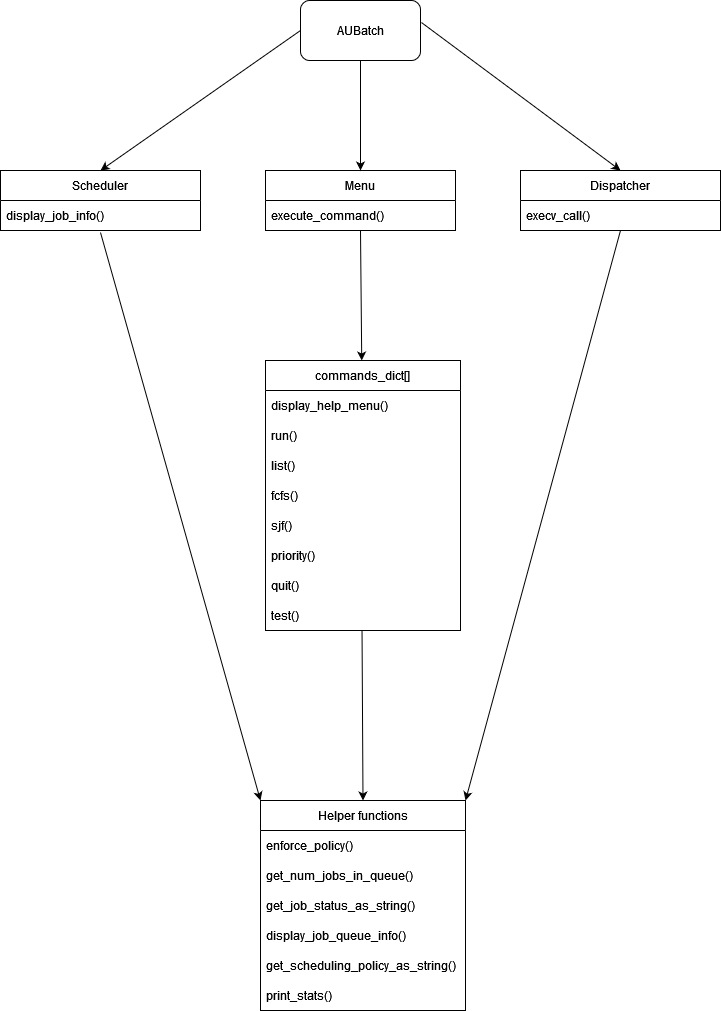 AUBatch
Scheduler
display_job_info()
Menu
execute_command()
Dispatcher
execv_call()
commands_dict[]
display_help_menu()
run()
list()
fcfs()
sjf()
priority()
quit()
test()
Helper functions
enforce_policy()
get_num_jobs_in_queue()
get_job_status_as_string()
display_job_queue_info()
get_scheduling_policy_as_string()
print_stats()